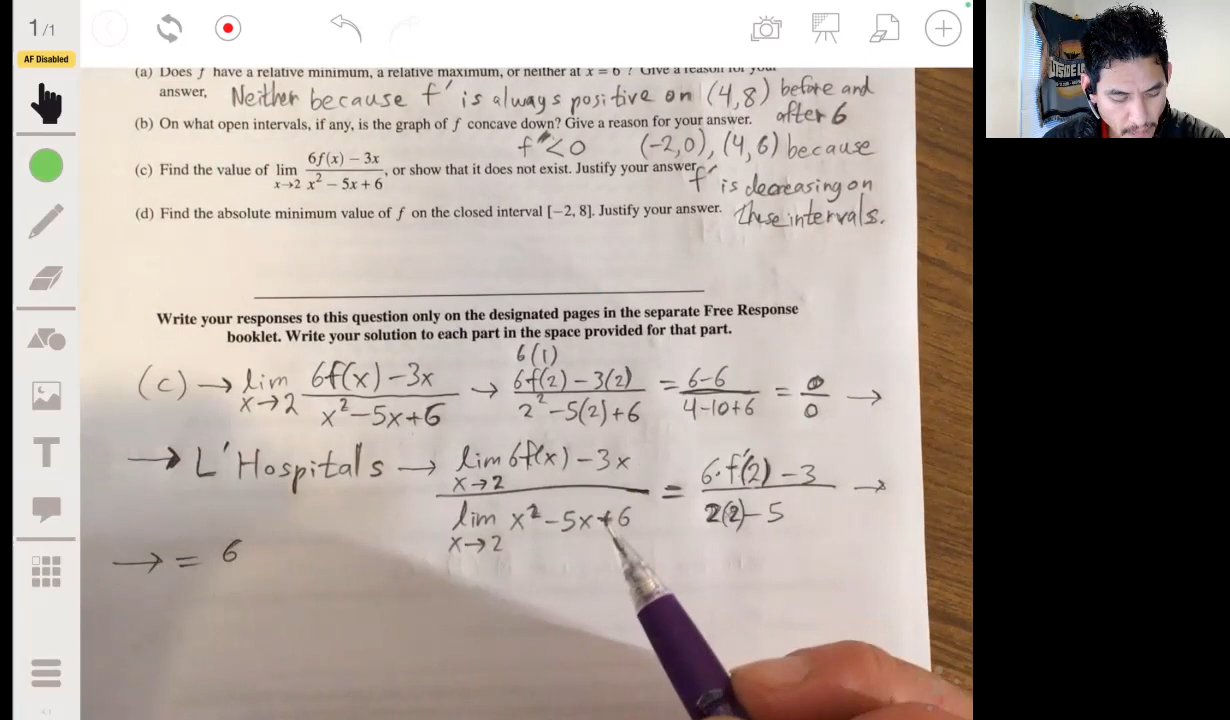 1/1
AF Disabled
(a) Does f have a relative minimum, a relative maximum, or neither at x = 6 ? Give a reason for your
answer, Neither because f' is always positive on (4,8) before and
after 6
(b) On what open intervals, if any, is the graph of f concave down? Give a reason for your answer.
f"<0 (-2,0), (4,6) because
f' is decreasing on
these intervals.
(c) Find the value of lim x→2 6f(x) − 3x / x² − 5x + 6, or show that it does not exist. Justify your answer
(d) Find the absolute minimum value of f on the closed interval [−2, 8]. Justify your answer.
Write your responses to this question only on the designated pages in the separate Free Response
booklet. Write your solution to each part in the space provided for that part.
6(1)
(c) → lim x→2 6f(x) − 3x / x² − 5x + 6 → 6f(2) − 3(2) / 2² − 5(2) + 6 = 6−6 / 4−10+6 = 0/0 →
→ L'Hospitals → lim x→2 6f(x) − 3x / lim x→2 x² − 5x + 6 = 6·f'(2) − 3 / 2(2) − 5 →
→ = 6
T